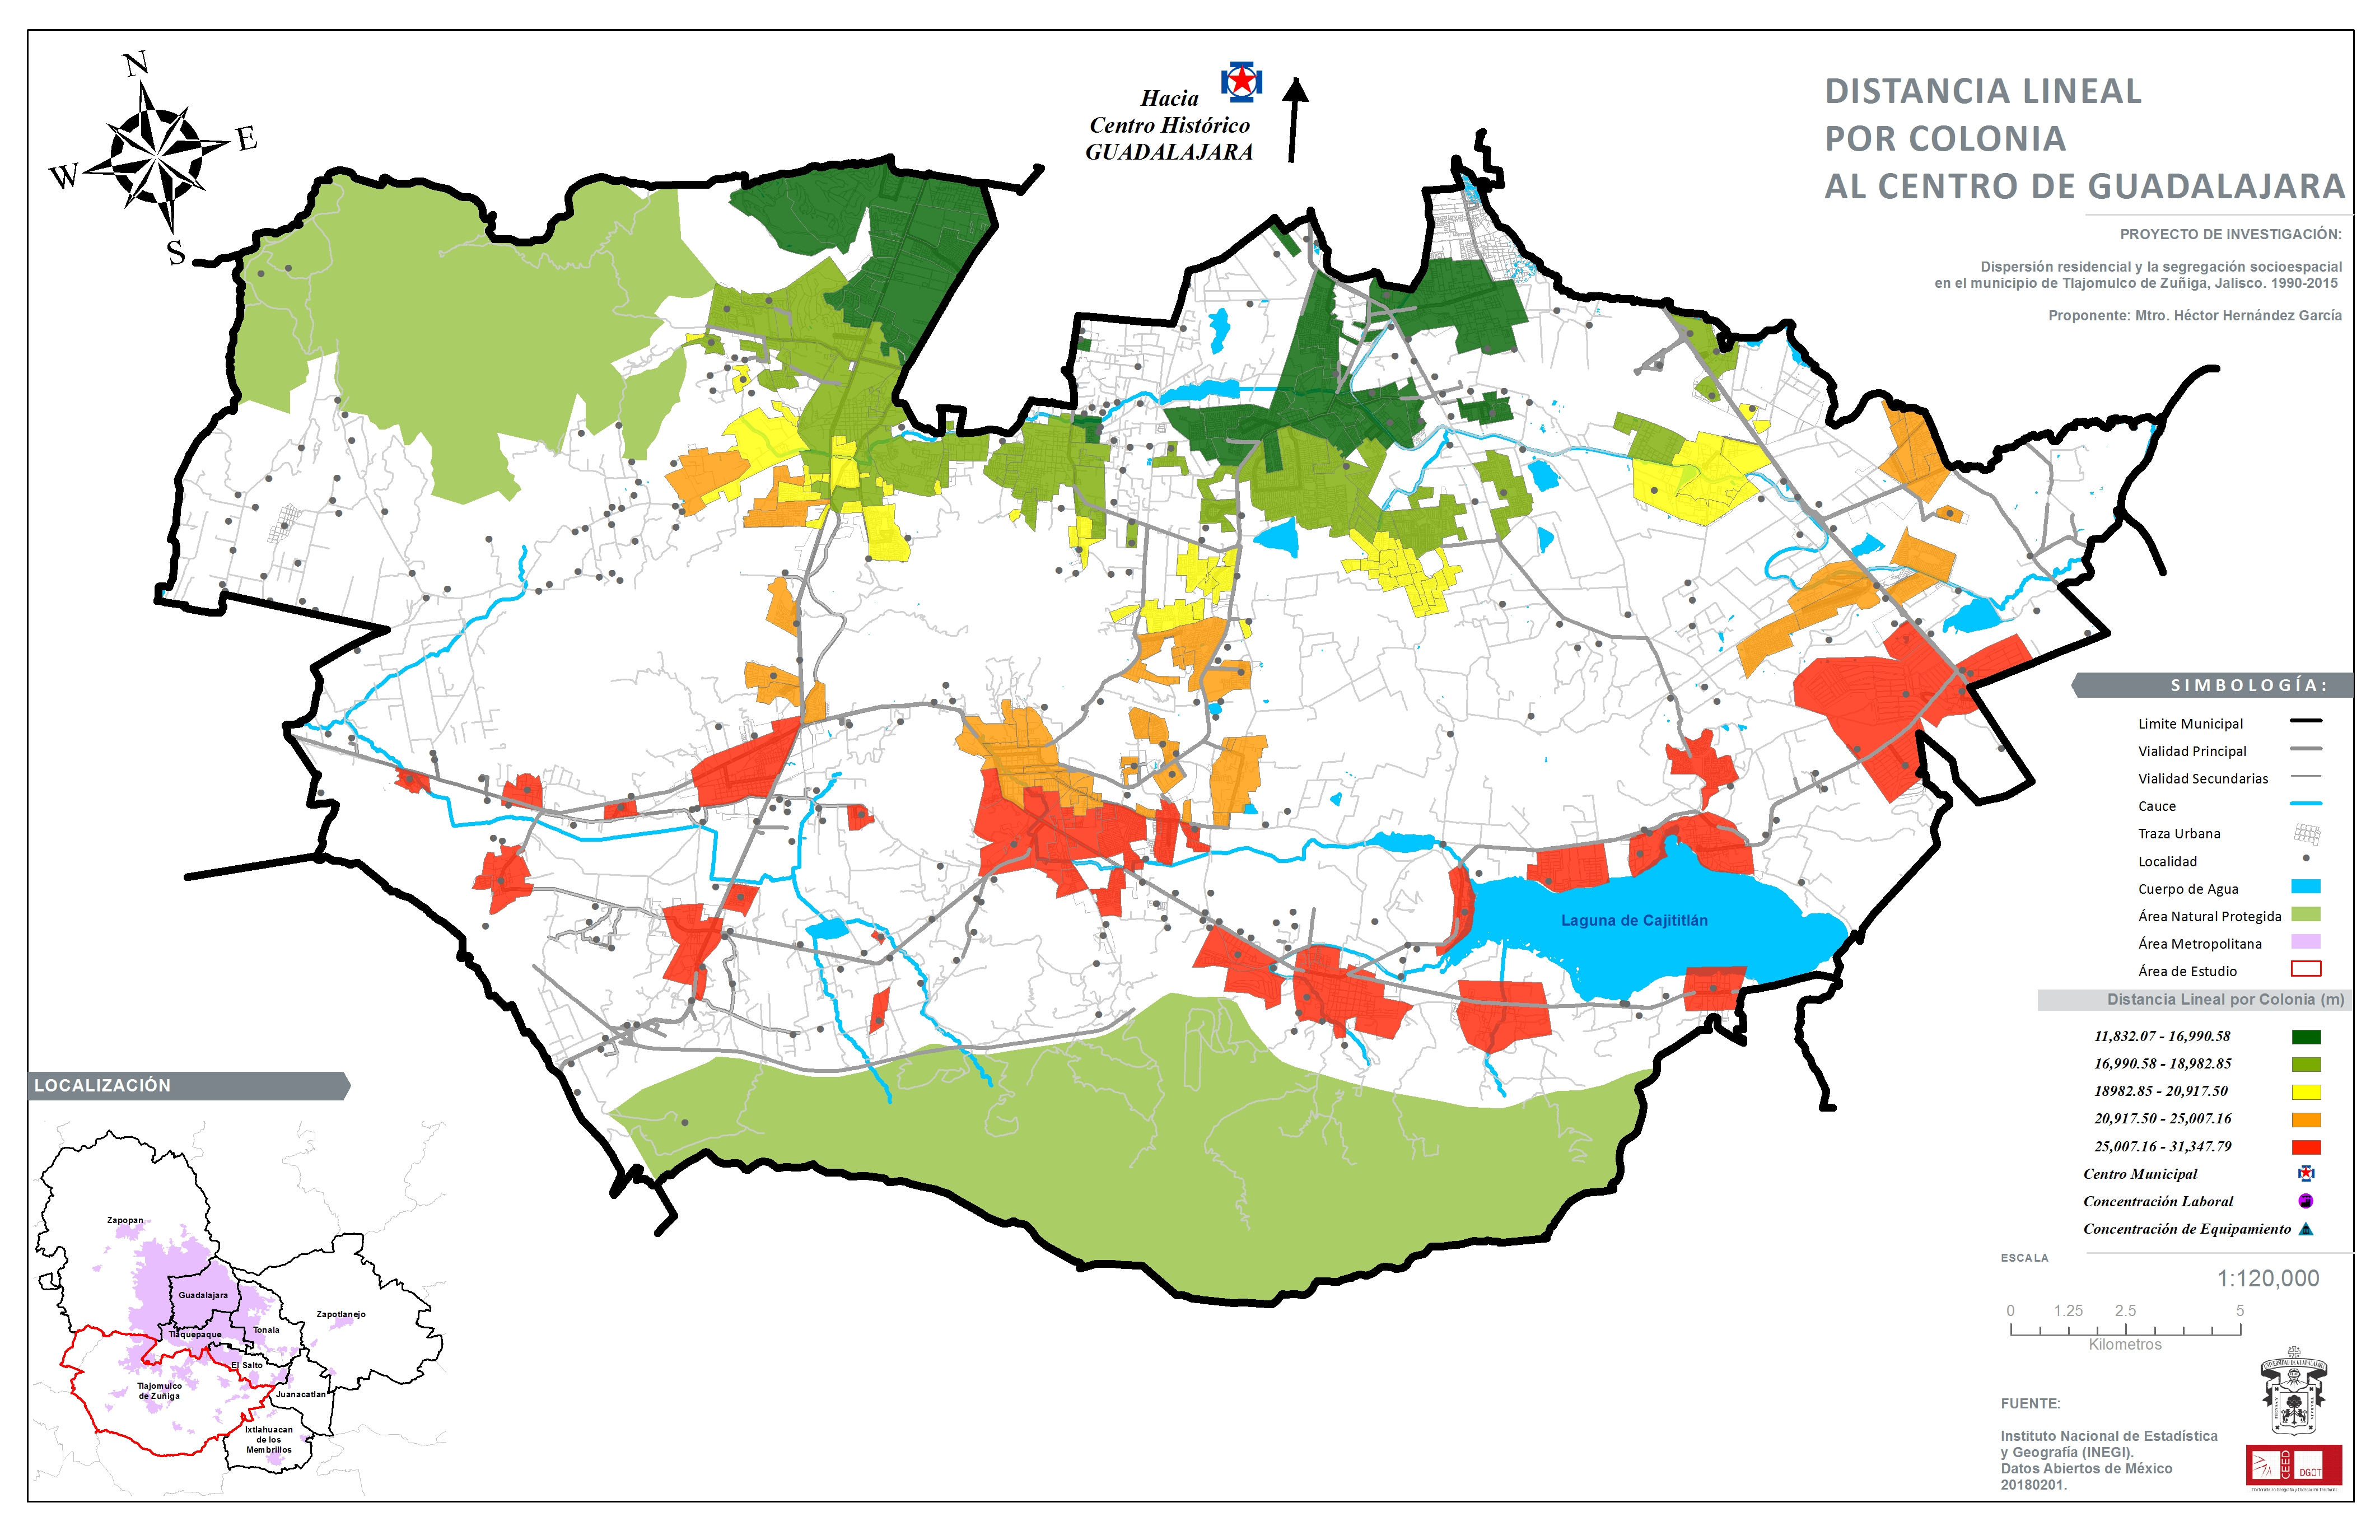 N
E
W
S
Hacia
Centro Histórico
GUADALAJARA
DISTANCIA LINEAL
POR COLONIA
AL CENTRO DE GUADALAJARA
PROYECTO DE INVESTIGACIÓN:
Dispersión residencial y la segregación socioespacial
en el municipio de Tlajomulco de Zuñiga, Jalisco. 1990-2015
Proponente: Mtro. Héctor Hernández García
Laguna de Cajititlán
SIMBOLOGÍA:
Limite Municipal
Vialidad Principal
Vialidad Secundarias
Cauce
Traza Urbana
Localidad
Cuerpo de Agua
Área Natural Protegida
Área Metropolitana
Área de Estudio
Distancia Lineal por Colonia (m)
11,832.07 - 16,990.58
16,990.58 - 18,982.85
18982.85 - 20,917.50
20,917.50 - 25,007.16
25,007.16 - 31,347.79
Centro Municipal
Concentración Laboral
Concentración de Equipamiento
ESCALA
1:120,000
0 1.25 2.5 5
Kilometros
FUENTE:
Instituto Nacional de Estadística
y Geografía (INEGI).
Datos Abiertos de México
20180201.
UNIVERSIDAD DE GUADALAJARA
CEED
DGOT
LOCALIZACIÓN
Zapopan
Guadalajara
Zapotlanejo
Tlaquepaque
Tonala
El Salto
Tlajomulco
de Zuñiga
Juanacatlan
Ixtlahuacan
de los
Membrillos